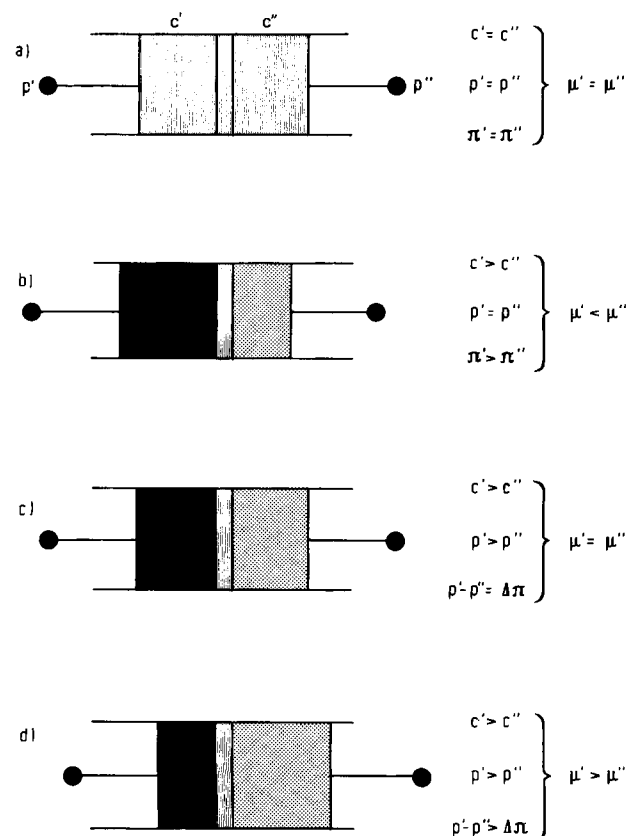 c' c"
a)
p' p"
c' = c"
p' = p"
π' = π"
μ' = μ"
b)
c' > c"
p' = p"
π' > π"
μ' < μ"
c)
c' > c"
p' > p"
p'-p" = Δπ
μ' = μ"
d)
c' > c"
p' > p"
p'-p" > Δπ
μ' > μ"